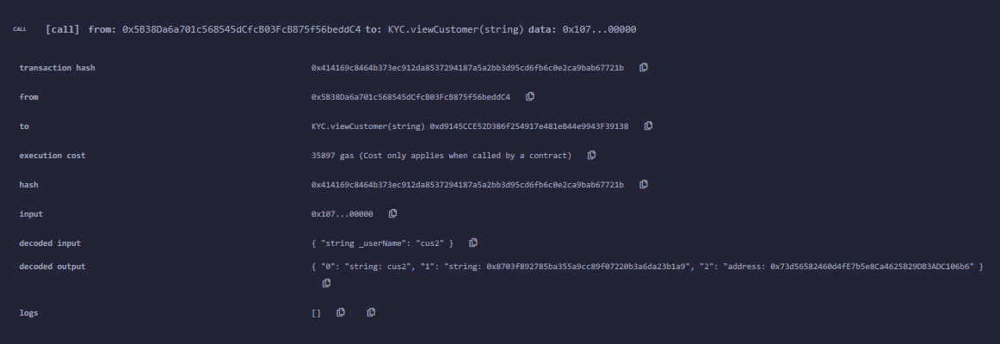 CALL [call] from: 0x5B38Da6a701c568545dCfcB03FcB875f56beddC4 to: KYC.viewCustomer(string) data: 0x107...00000
transaction hash 0x414169c8464b373ec912da8537294187a5a2bb3d95cd6fb6c0e2ca9bab67721b
from 0x5B38Da6a701c568545dCfcB03FcB875f56beddC4
to KYC.viewCustomer(string) 0xd9145CCE52D386f254917e481eB44e9943F39138
execution cost 35897 gas (Cost only applies when called by a contract)
hash 0x414169c8464b373ec912da8537294187a5a2bb3d95cd6fb6c0e2ca9bab67721b
input 0x107...00000
decoded input { "string _userName": "cus2" }
decoded output { "0": "string: cus2", "1": "string: 0x8703f892785ba355a9cc89f07220b3a6da23b1a9", "2": "address: 0x73d56582460d4fE7b5e8Ca4625B29DB3ADC106b6" }
logs []